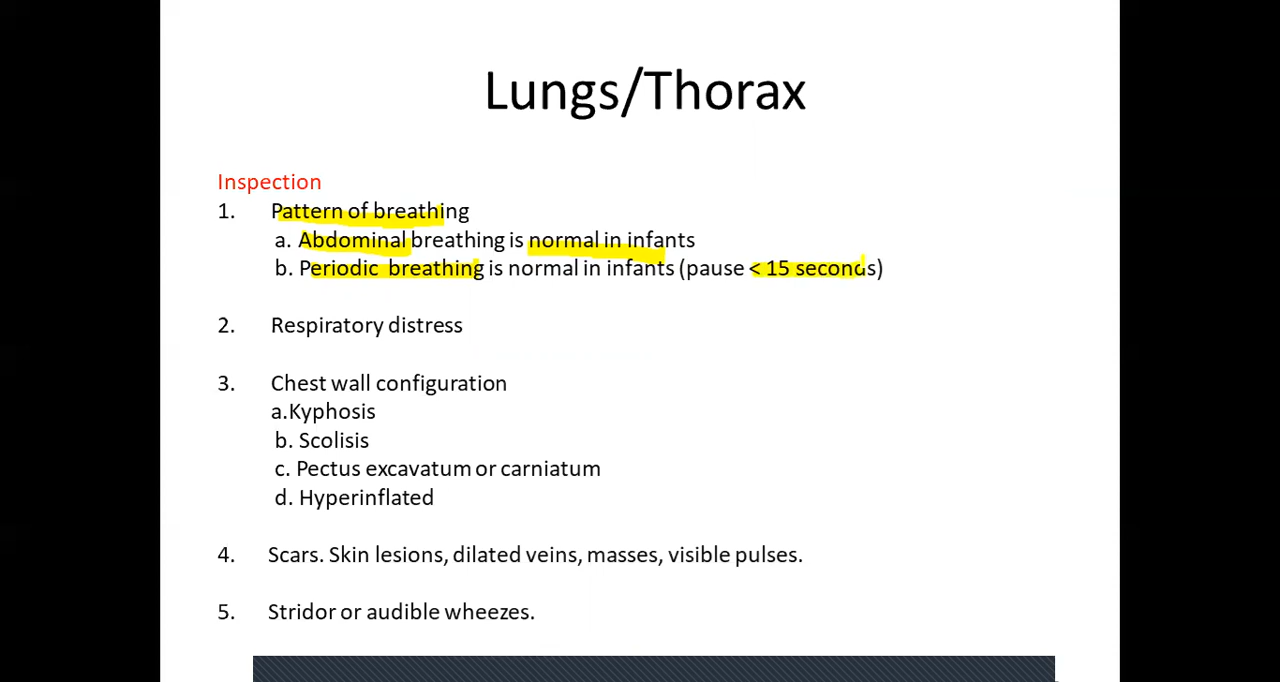 Lungs/Thorax
Inspection
1. Pattern of breathing
a. Abdominal breathing is normal in infants
b. Periodic breathing is normal in infants (pause < 15 seconds)
2. Respiratory distress
3. Chest wall configuration
a.Kyphosis
b. Scolisis
c. Pectus excavatum or carniatum
d. Hyperinflated
4. Scars. Skin lesions, dilated veins, masses, visible pulses.
5. Stridor or audible wheezes.